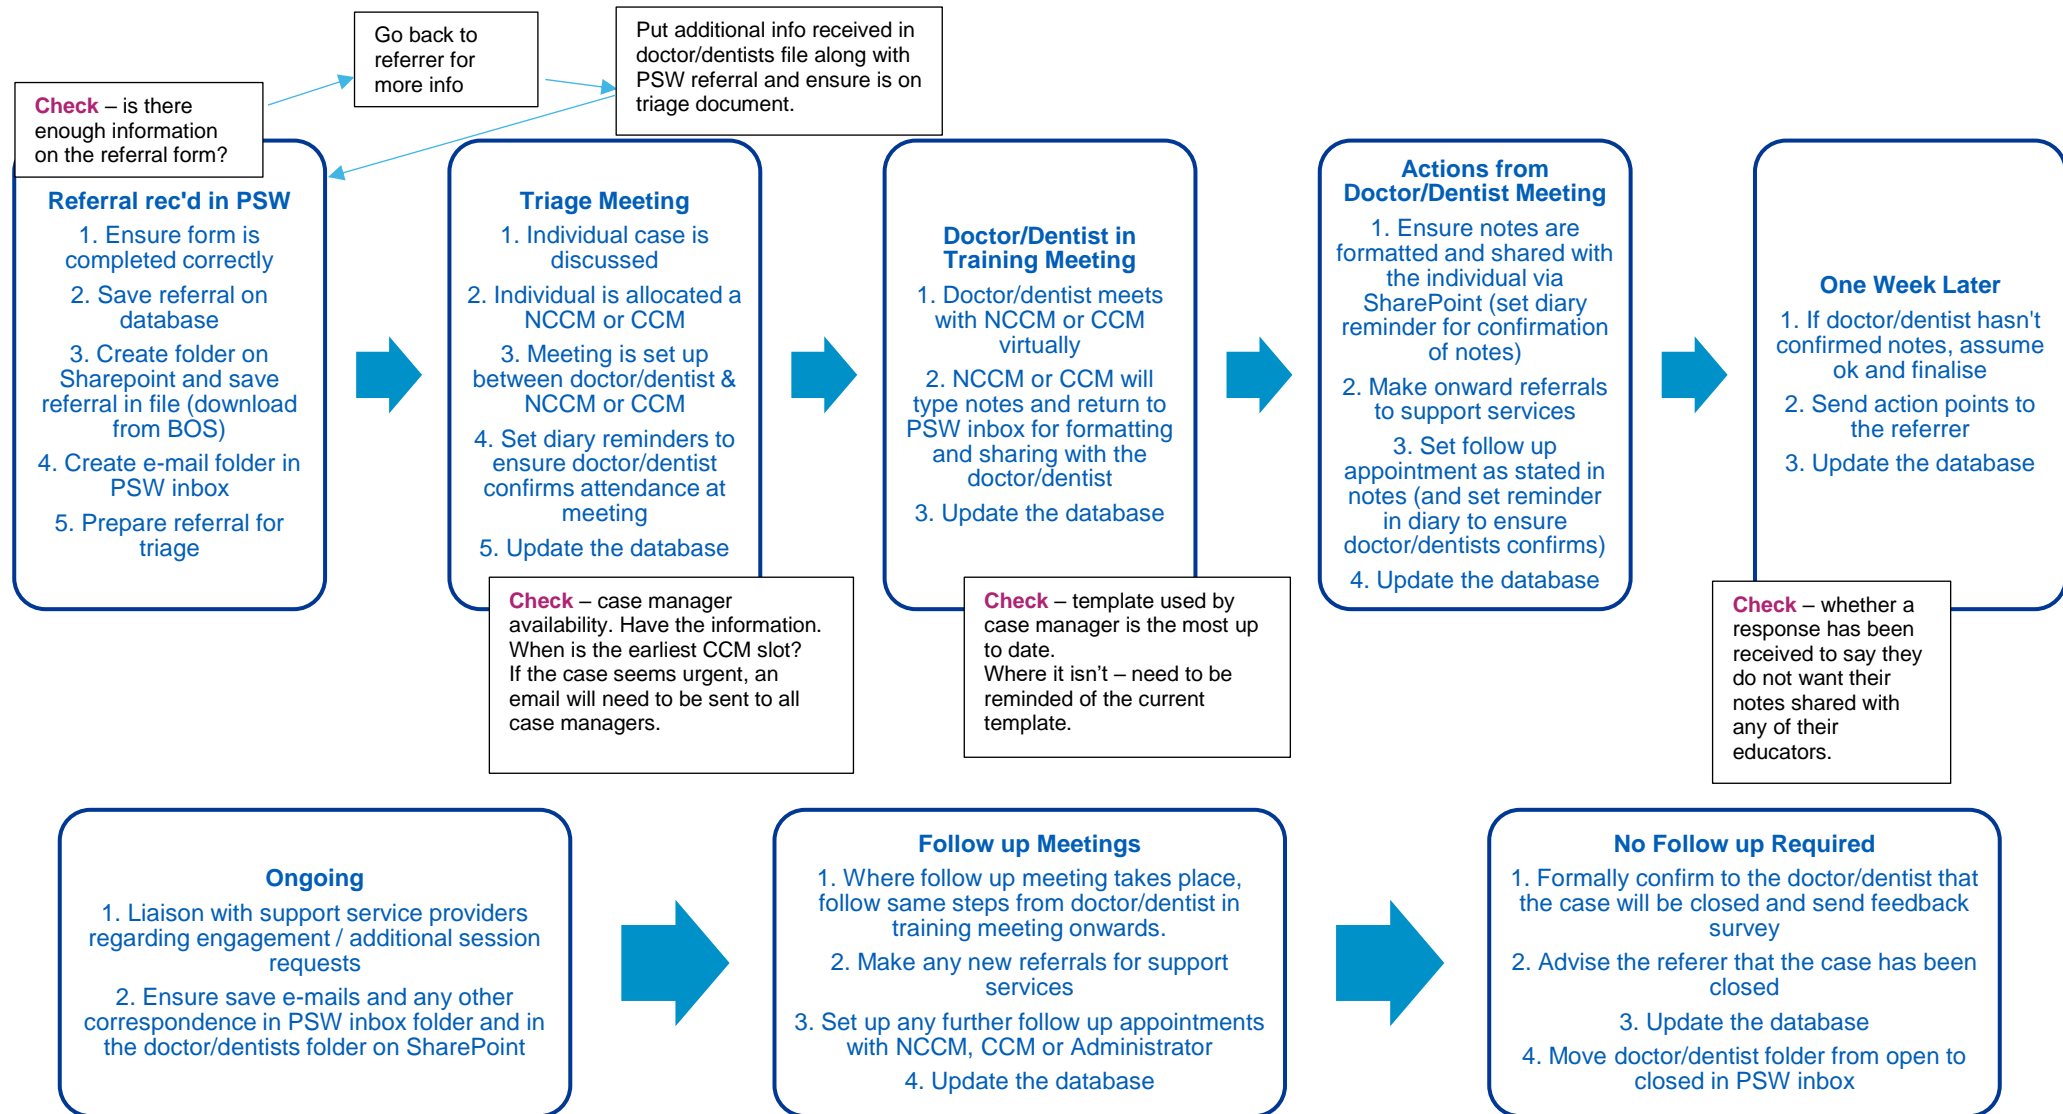 Go back to
referrer for
more info
Put additional info received in
doctor/dentists file along with
PSW referral and ensure is on
triage document.
Check – is there
enough information
on the referral form?
Referral rec'd in PSW
1. Ensure form is
completed correctly
2. Save referral on
database
3. Create folder on
Sharepoint and save
referral in file (download
from BOS)
4. Create e-mail folder in
PSW inbox
5. Prepare referral for
triage
Triage Meeting
1. Individual case is
discussed
2. Individual is allocated a
NCCM or CCM
3. Meeting is set up
between doctor/dentist &
NCCM or CCM
4. Set diary reminders to
ensure doctor/dentist
confirms attendance at
meeting
5. Update the database
Check – case manager
availability. Have the information.
When is the earliest CCM slot?
If the case seems urgent, an
email will need to be sent to all
case managers.
Doctor/Dentist in
Training Meeting
1. Doctor/dentist meets
with NCCM or CCM
virtually
2. NCCM or CCM will
type notes and return to
PSW inbox for formatting
and sharing with the
doctor/dentist
3. Update the database
Check – template used by
case manager is the most up
to date.
Where it isn't – need to be
reminded of the current
template.
Actions from
Doctor/Dentist Meeting
1. Ensure notes are
formatted and shared with
the individual via
SharePoint (set diary
reminder for confirmation
of notes)
2. Make onward referrals
to support services
3. Set follow up
appointment as stated in
notes (and set reminder
in diary to ensure
doctor/dentists confirms)
4. Update the database
One Week Later
1. If doctor/dentist hasn't
confirmed notes, assume
ok and finalise
2. Send action points to
the referrer
3. Update the database
Check – whether a
response has been
received to say they
do not want their
notes shared with
any of their
educators.
Ongoing
1. Liaison with support service providers
regarding engagement / additional session
requests
2. Ensure save e-mails and any other
correspondence in PSW inbox folder and in
the doctor/dentists folder on SharePoint
Follow up Meetings
1. Where follow up meeting takes place,
follow same steps from doctor/dentist in
training meeting onwards.
2. Make any new referrals for support
services
3. Set up any further follow up appointments
with NCCM, CCM or Administrator
4. Update the database
No Follow up Required
1. Formally confirm to the doctor/dentist that
the case will be closed and send feedback
survey
2. Advise the referer that the case has been
closed
3. Update the database
4. Move doctor/dentist folder from open to
closed in PSW inbox